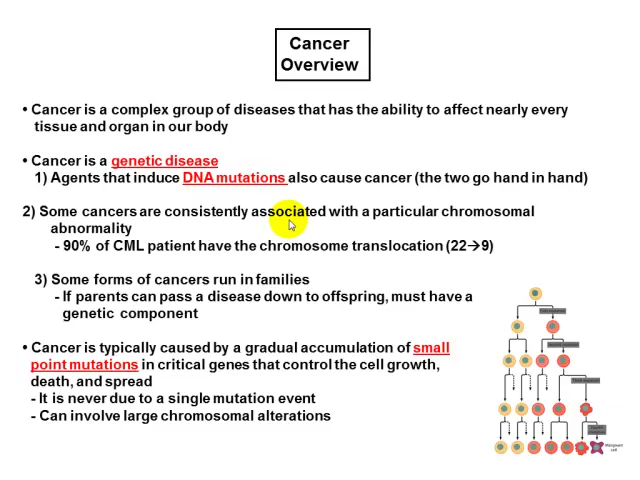 Cancer
Overview
• Cancer is a complex group of diseases that has the ability to affect nearly every
tissue and organ in our body
• Cancer is a genetic disease
1) Agents that induce DNA mutations also cause cancer (the two go hand in hand)
2) Some cancers are consistently associated with a particular chromosomal
abnormality
- 90% of CML patient have the chromosome translocation (22→9)
3) Some forms of cancers run in families
- If parents can pass a disease down to offspring, must have a
genetic component
• Cancer is typically caused by a gradual accumulation of small
point mutations in critical genes that control the cell growth,
death, and spread
- It is never due to a single mutation event
- Can involve large chromosomal alterations
Malignant
cell